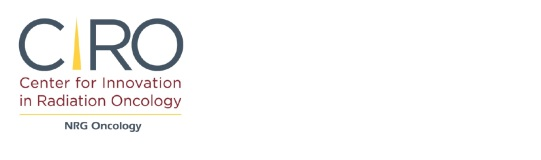 CIRO
Center for Innovation
in Radiation Oncology
NRG Oncology